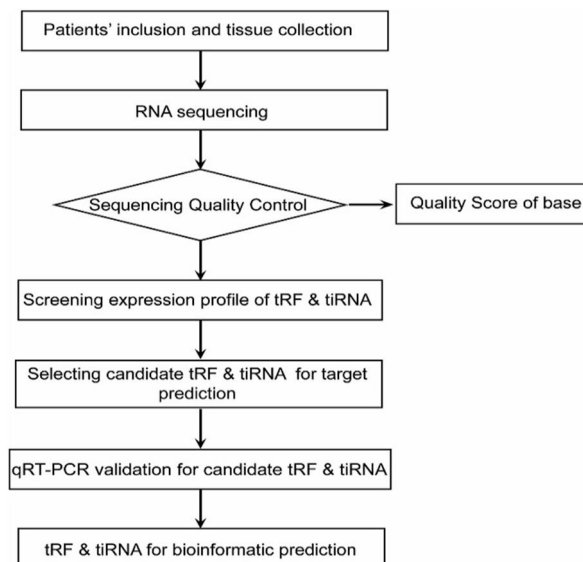 Patients' inclusion and tissue collection
RNA sequencing
Sequencing Quality Control
Quality Score of base
Screening expression profile of tRF & tiRNA
Selecting candidate tRF & tiRNA for target
prediction
qRT-PCR validation for candidate tRF & tiRNA
tRF & tiRNA for bioinformatic prediction